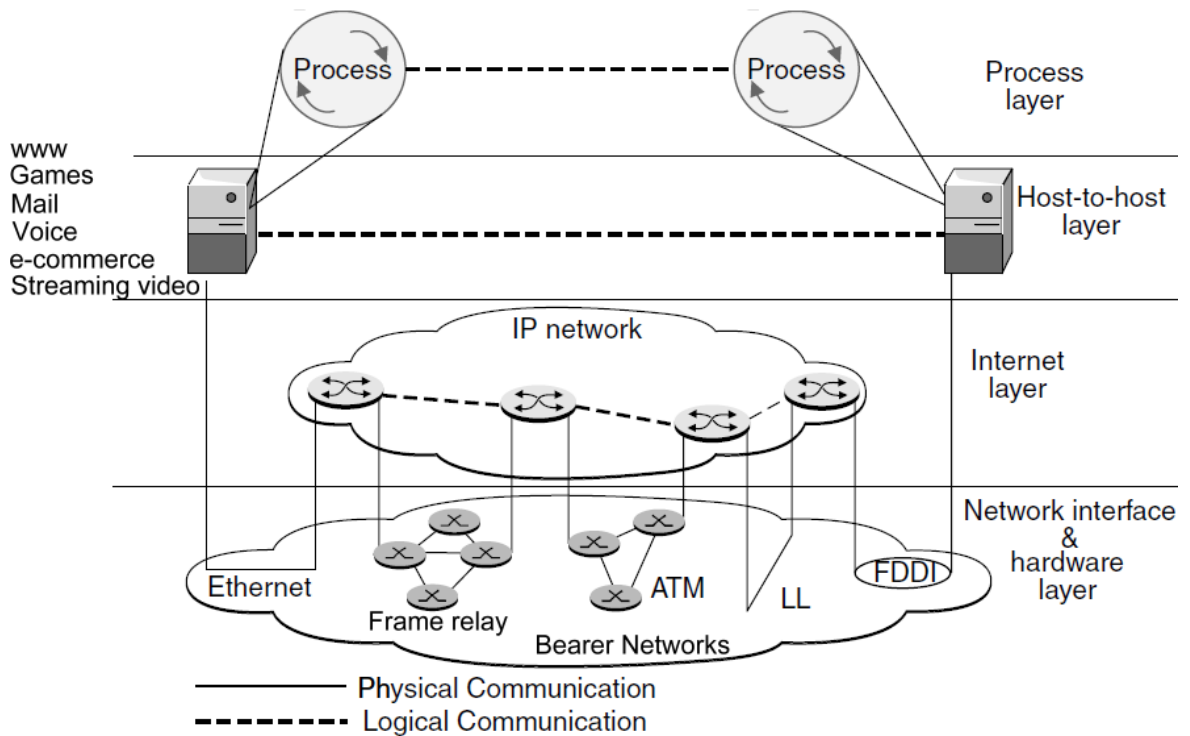 Process
Process
Process
layer
www
Games
Mail
Voice
e-commerce
Streaming video
Host-to-host
layer
IP network
Internet
layer
Network interface
&
hardware
layer
Ethernet
Frame relay
ATM
LL
FDDI
Bearer Networks
Physical Communication
Logical Communication